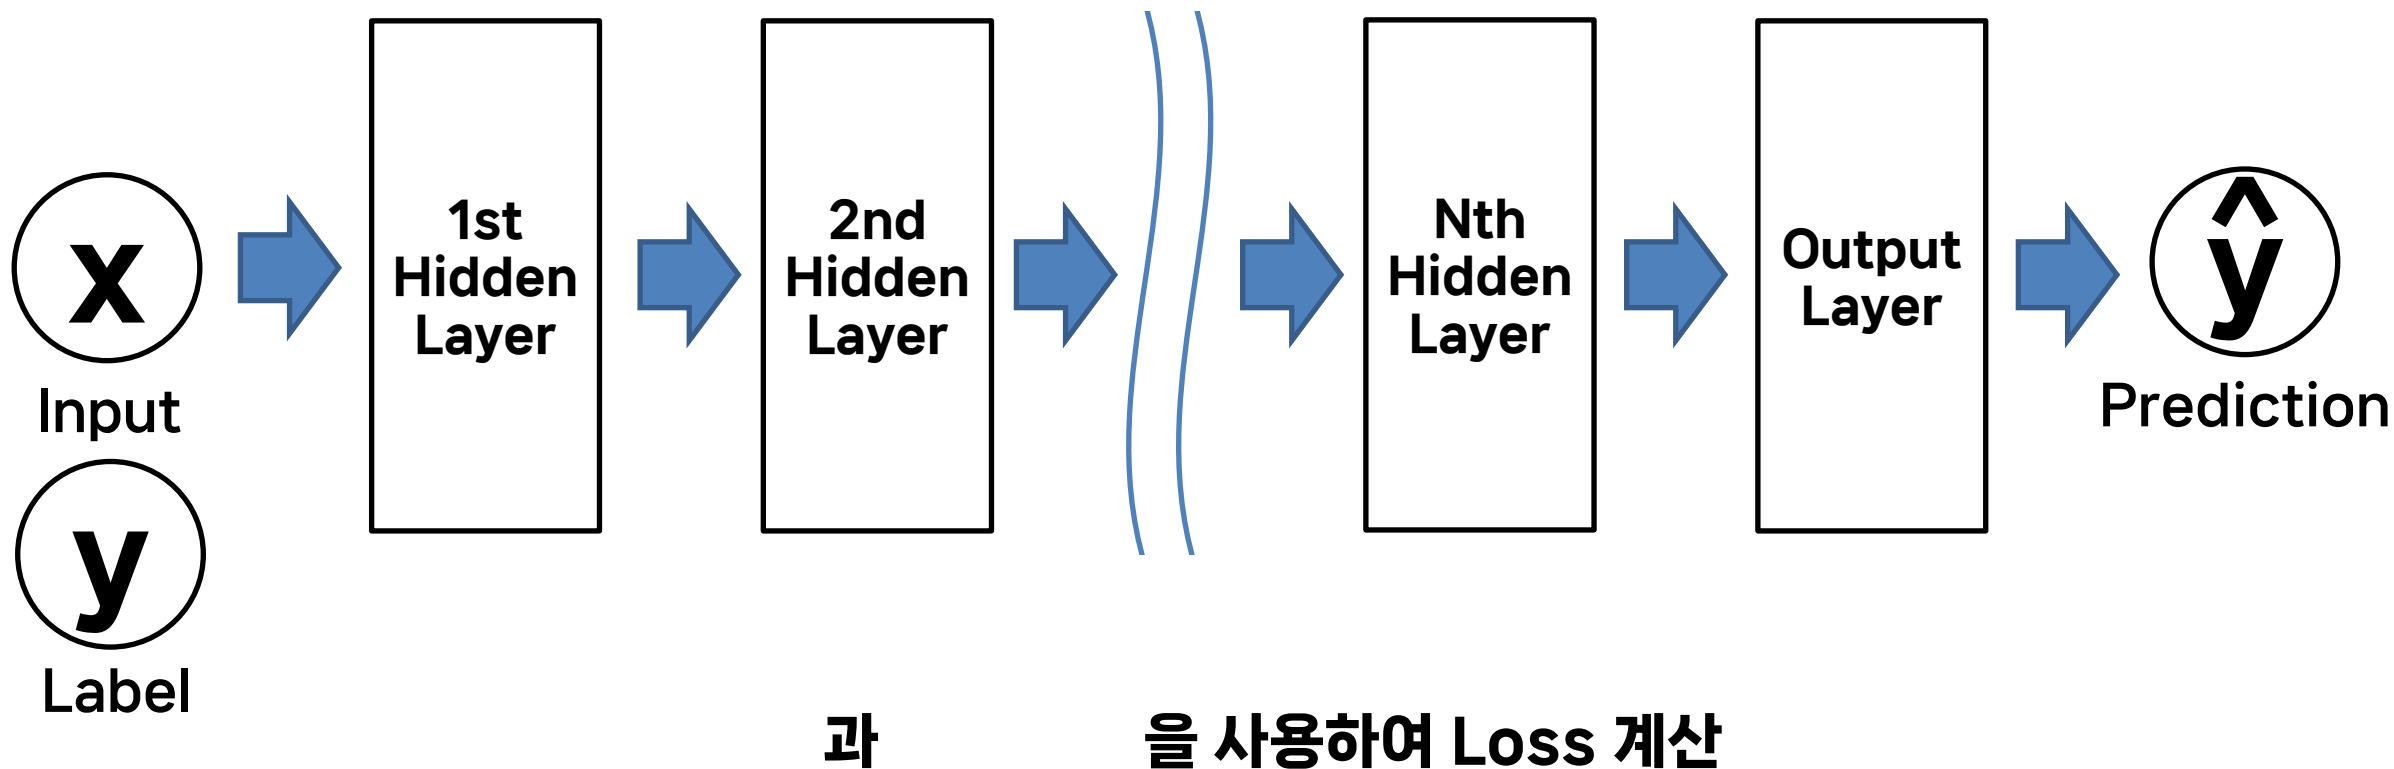 x
Input
y
Label
1st
Hidden
Layer
2nd
Hidden
Layer
Nth
Hidden
Layer
Output
Layer
ŷ
Prediction
과 을 사용하여 Loss 계산